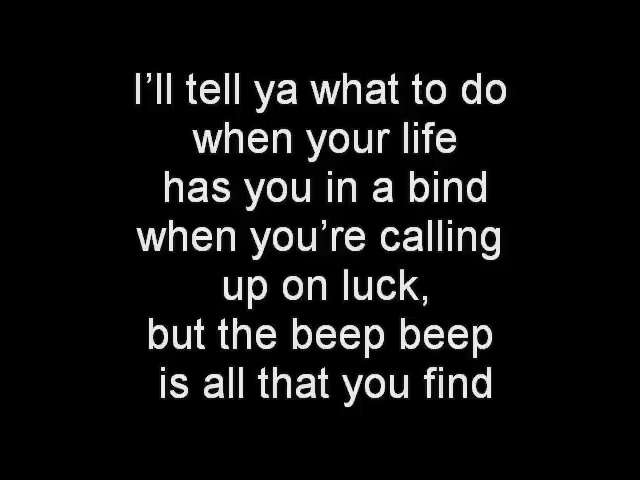 I’ll tell ya what to do
when your life
has you in a bind
when you’re calling
up on luck,
but the beep beep
is all that you find